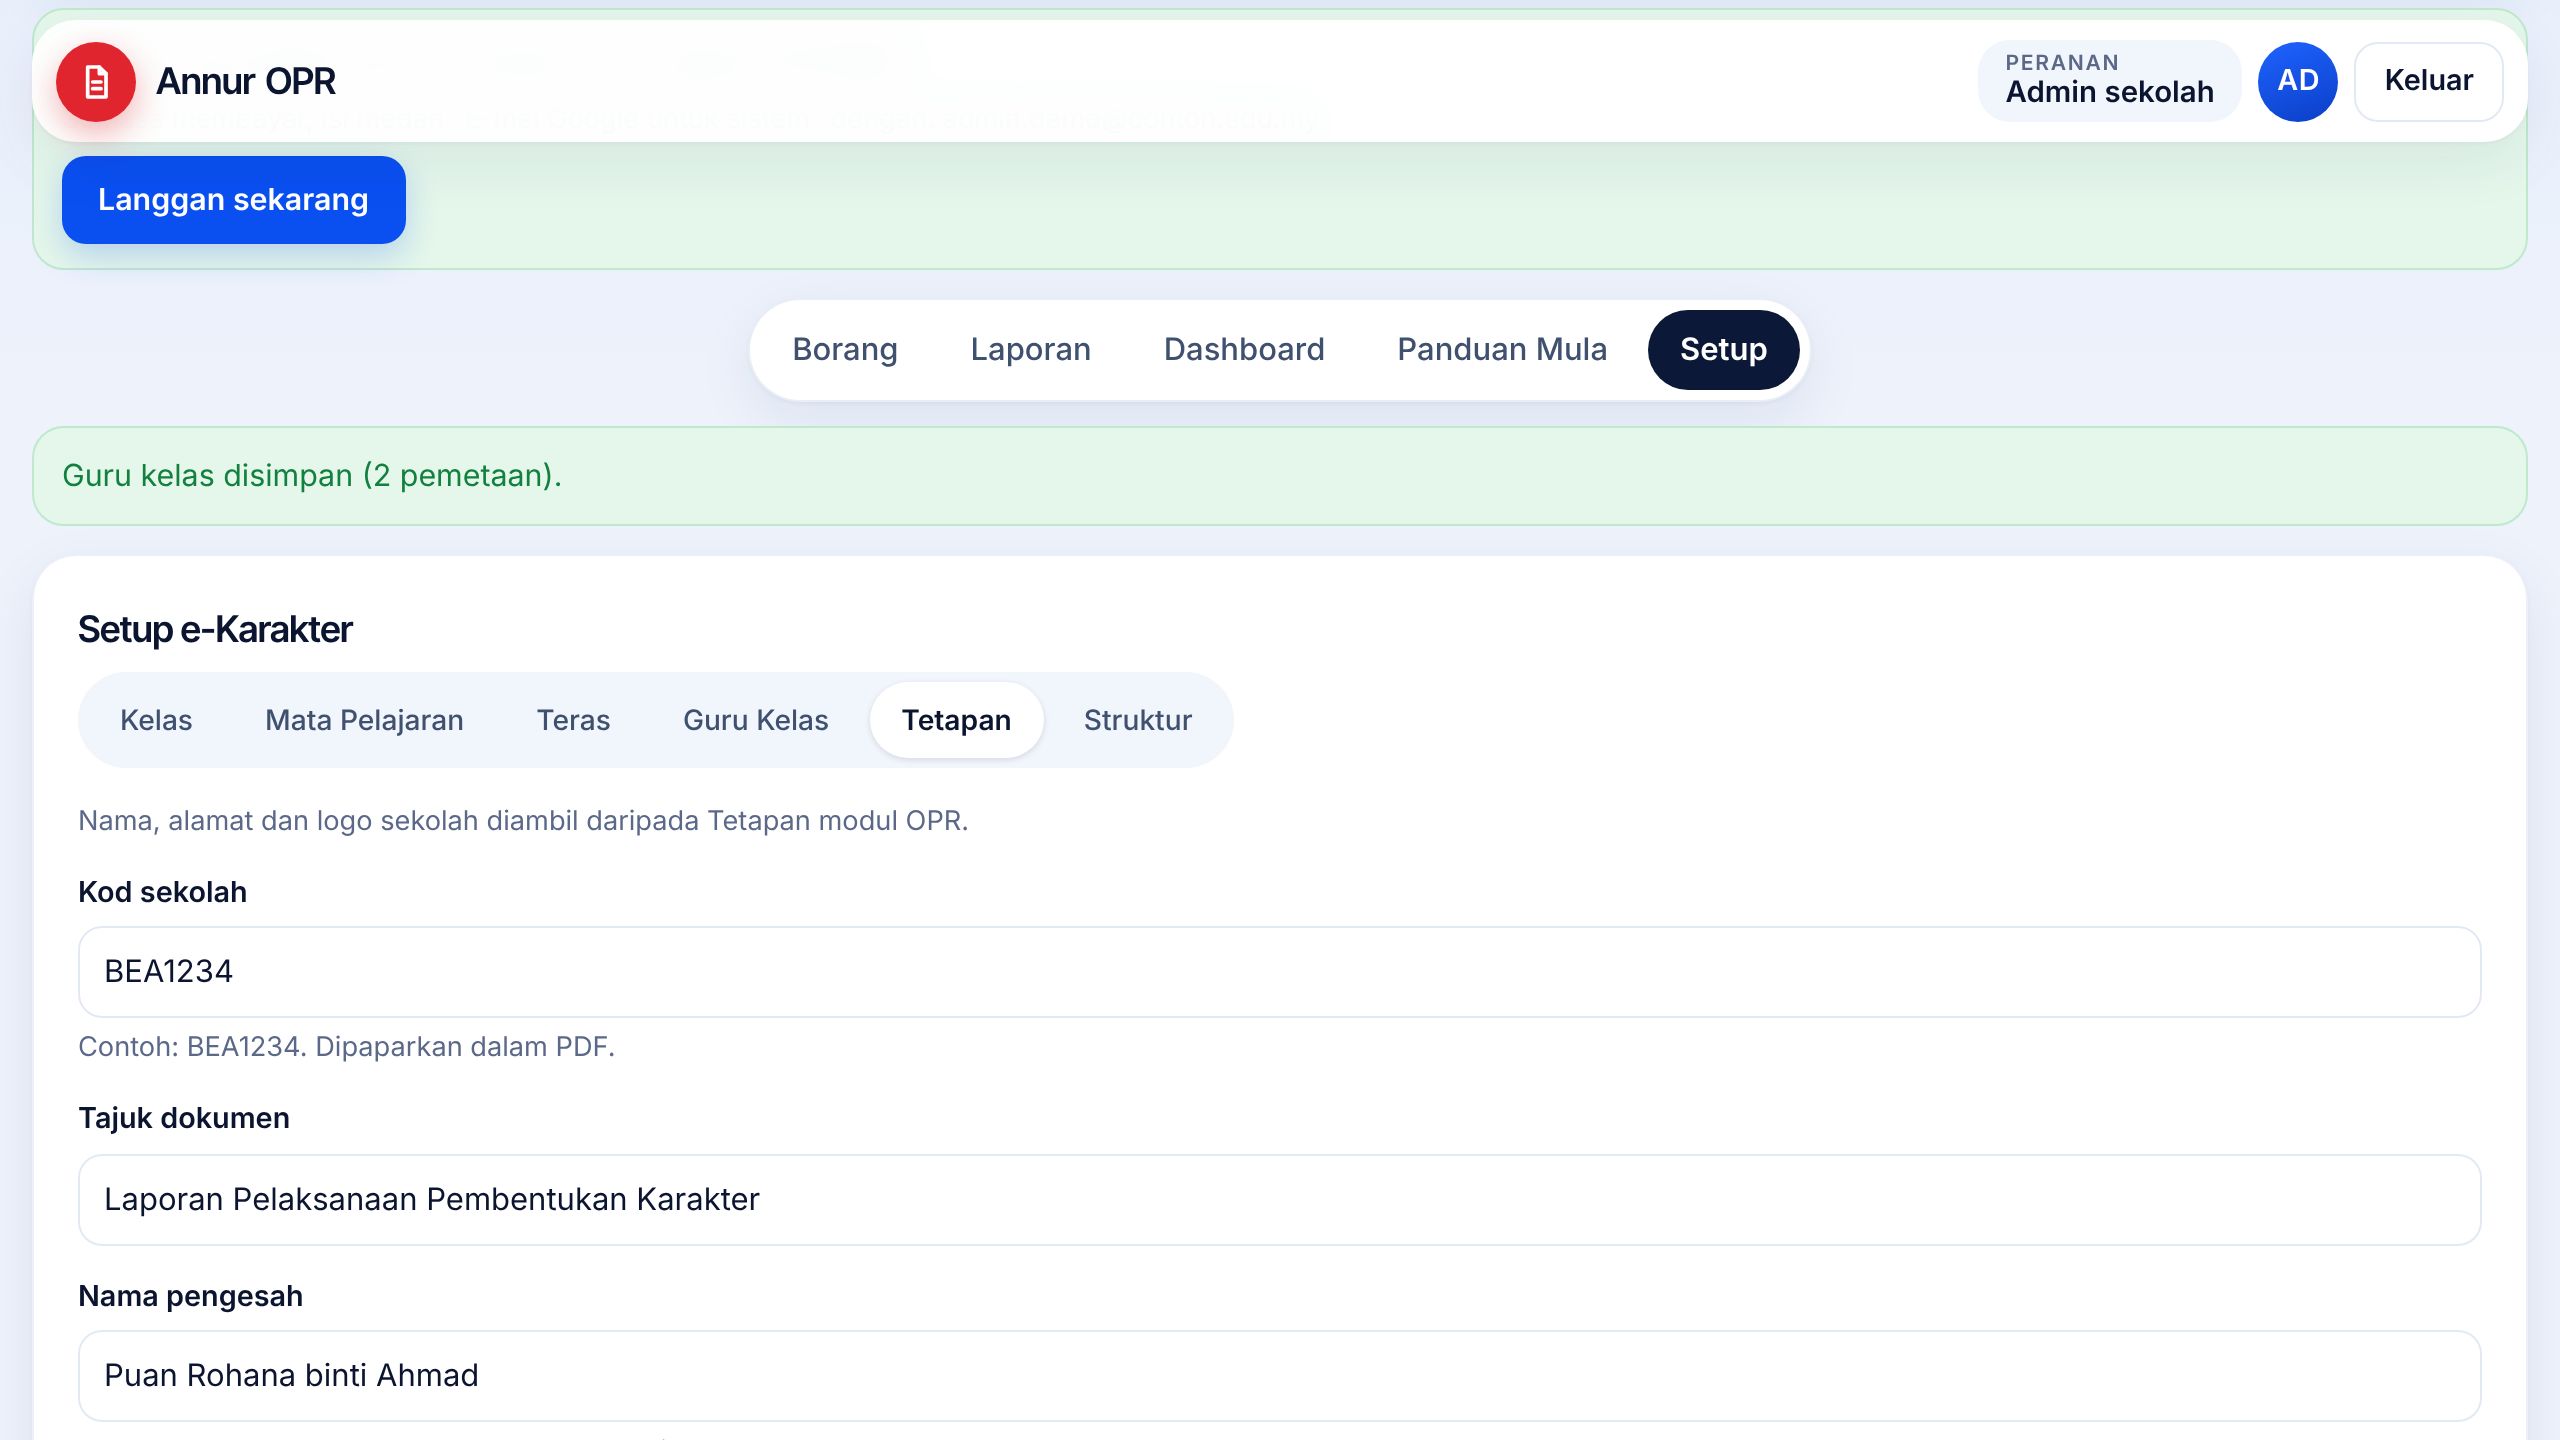 Annur OPR
PERANAN
Admin sekolah
AD
Keluar
Langgan sekarang
Borang
Laporan
Dashboard
Panduan Mula
Setup
Guru kelas disimpan (2 pemetaan).
Setup e-Karakter
Kelas
Mata Pelajaran
Teras
Guru Kelas
Tetapan
Struktur
Nama, alamat dan logo sekolah diambil daripada Tetapan modul OPR.
Kod sekolah
BEA1234
Contoh: BEA1234. Dipaparkan dalam PDF.
Tajuk dokumen
Laporan Pelaksanaan Pembentukan Karakter
Nama pengesah
Puan Rohana binti Ahmad